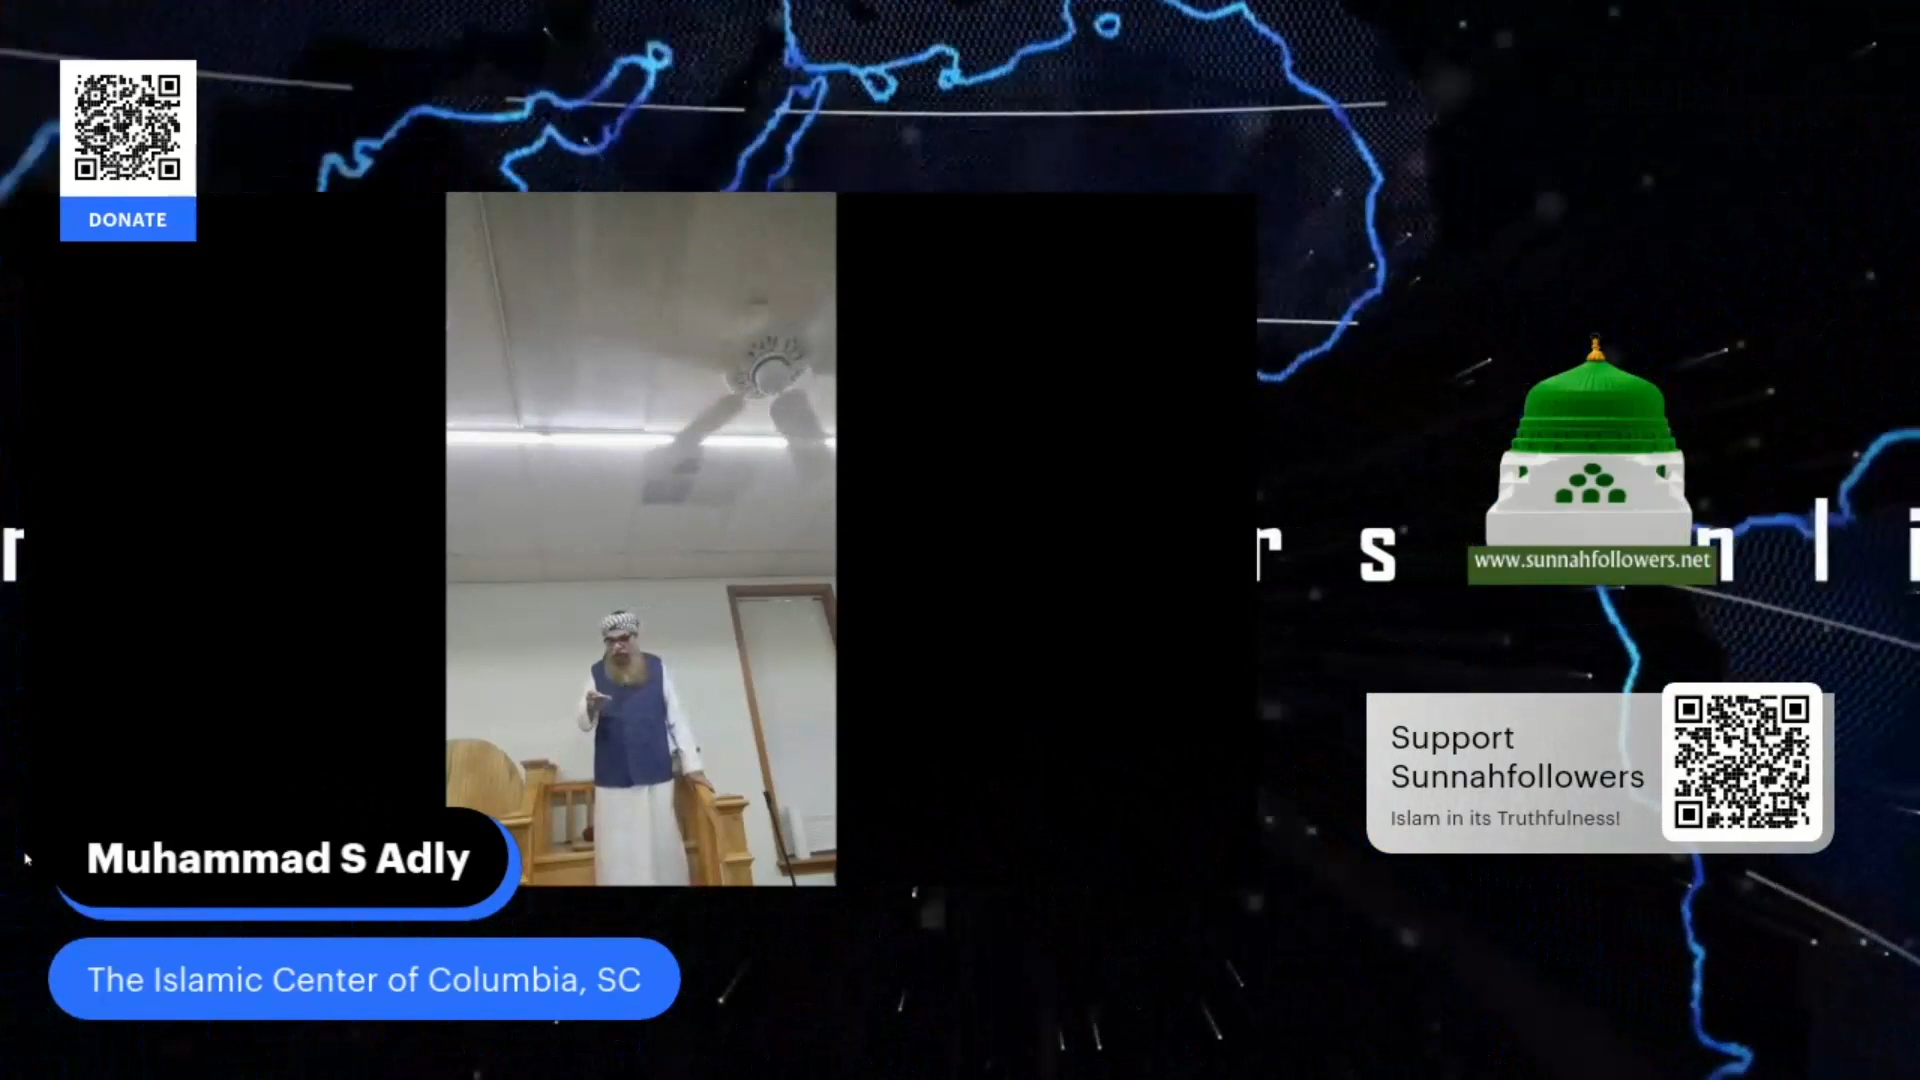 DONATE
r s n l i
www.sunnahfollowers.net
Support
Sunnahfollowers
Islam in its Truthfulness!
Muhammad S Adly
The Islamic Center of Columbia, SC